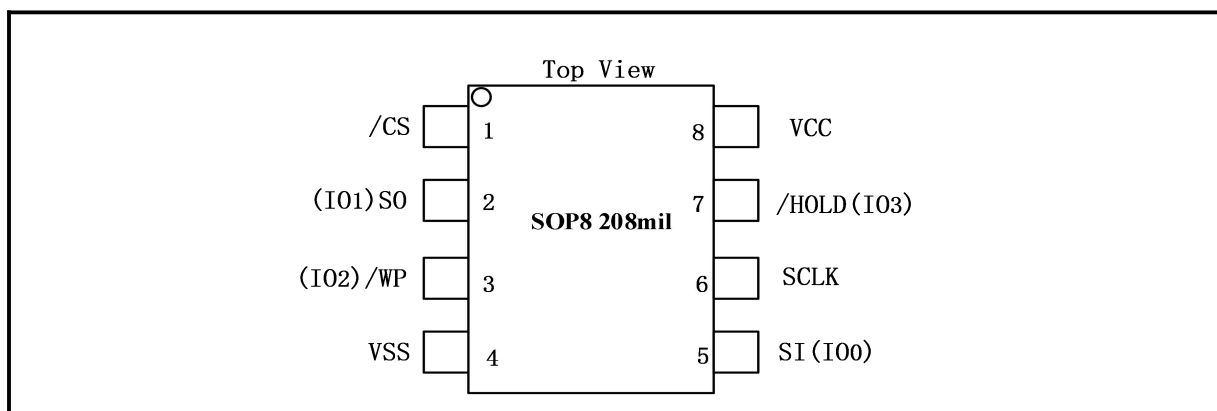 Top View
/CS 1 8 VCC
(IO1)SO 2 7 /HOLD(IO3)
SOP8 208mil
(IO2)/WP 3 6 SCLK
VSS 4 5 SI(IO0)